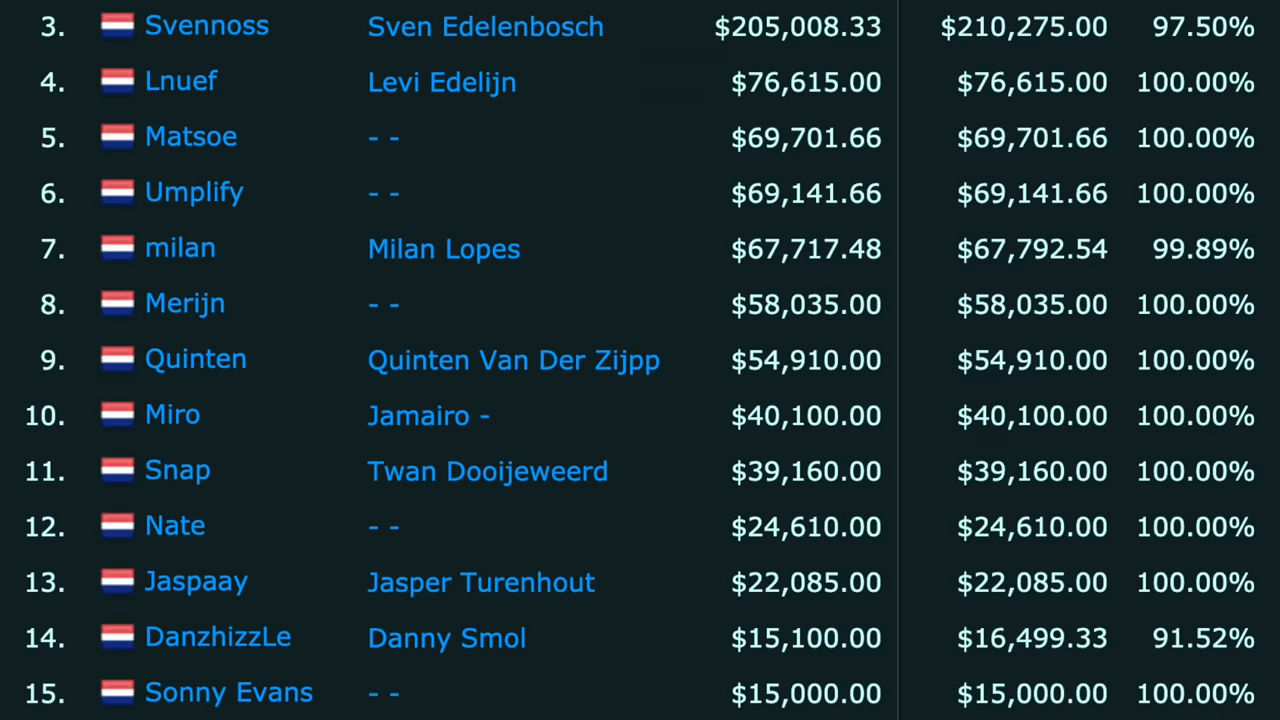 3. Svennoss Sven Edelenbosch $205,008.33 $210,275.00 97.50%
4. Lnuef Levi Edelijn $76,615.00 $76,615.00 100.00%
5. Matsoe - - $69,701.66 $69,701.66 100.00%
6. Umplify - - $69,141.66 $69,141.66 100.00%
7. milan Milan Lopes $67,717.48 $67,792.54 99.89%
8. Merijn - - $58,035.00 $58,035.00 100.00%
9. Quinten Quinten Van Der Zijpp $54,910.00 $54,910.00 100.00%
10. Miro Jamairo - $40,100.00 $40,100.00 100.00%
11. Snap Twan Dooijeweerd $39,160.00 $39,160.00 100.00%
12. Nate - - $24,610.00 $24,610.00 100.00%
13. Jaspaay Jasper Turenhout $22,085.00 $22,085.00 100.00%
14. DanzhizzLe Danny Smol $15,100.00 $16,499.33 91.52%
15. Sonny Evans - - $15,000.00 $15,000.00 100.00%